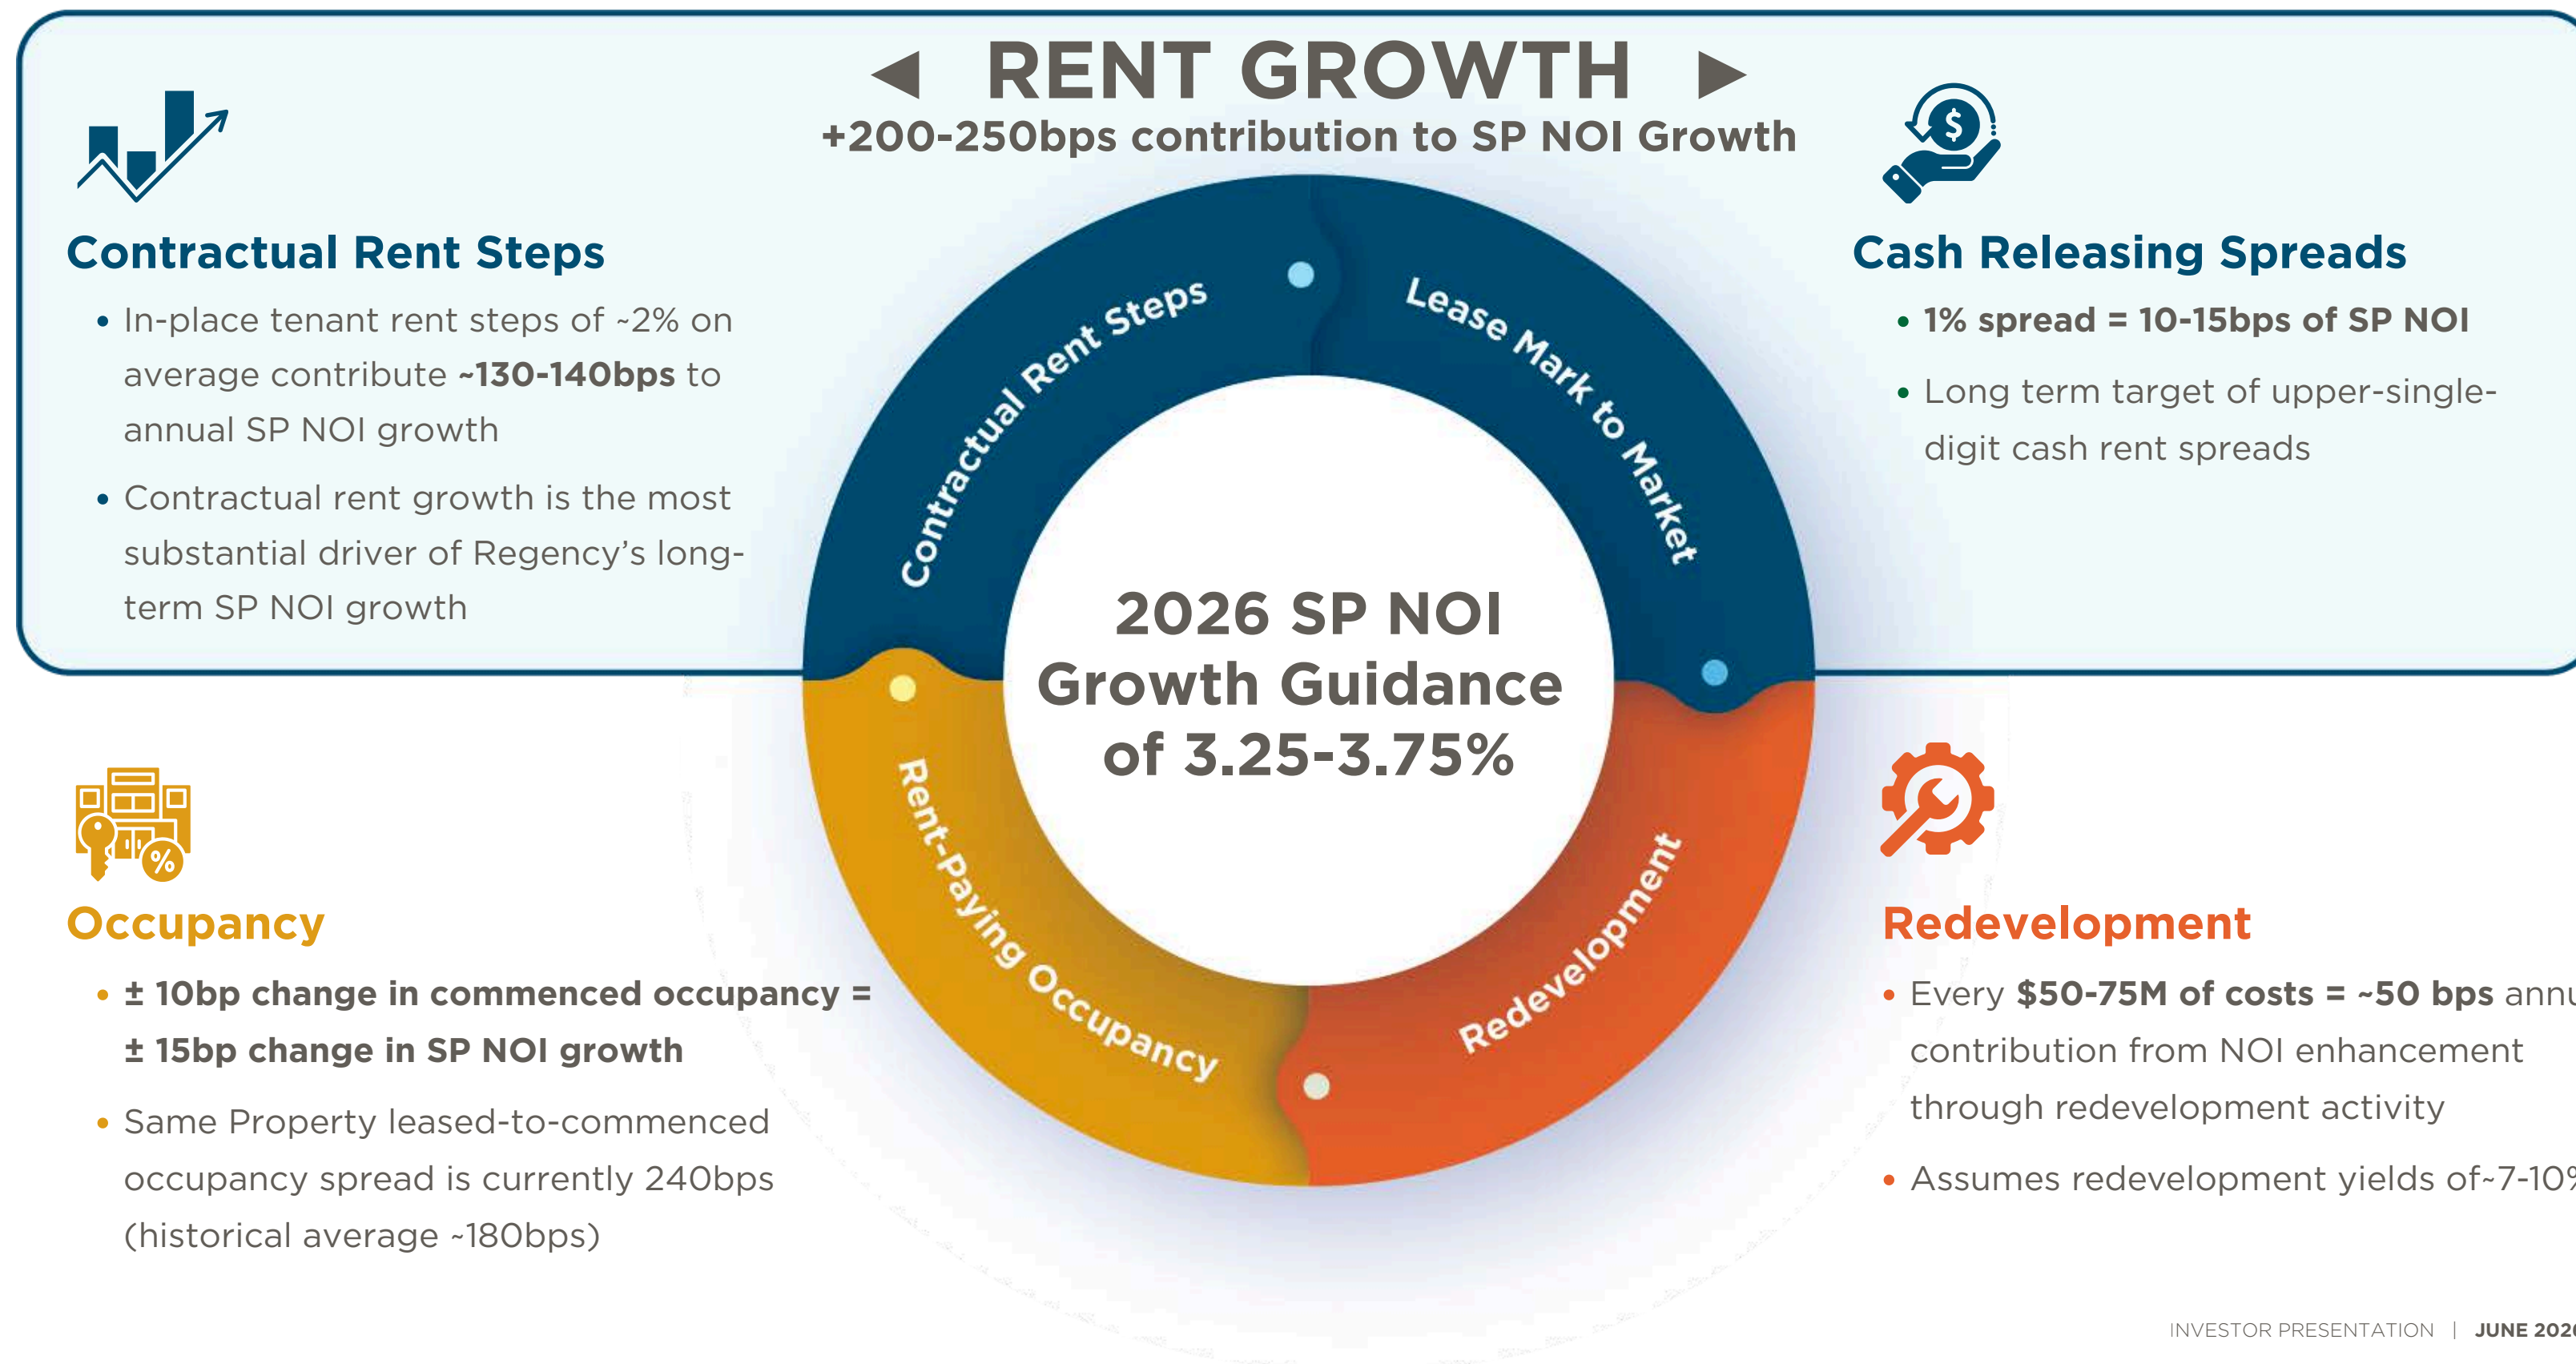 ◄ RENT GROWTH ►
+200-250bps contribution to SP NOI Growth
Contractual Rent Steps
• In-place tenant rent steps of ~2% on
average contribute ~130-140bps to
annual SP NOI growth
• Contractual rent growth is the most
substantial driver of Regency’s long-
term SP NOI growth
Cash Releasing Spreads
• 1% spread = 10-15bps of SP NOI
• Long term target of upper-single-
digit cash rent spreads
Contractual Rent Steps
Lease Mark to Market
2026 SP NOI
Growth Guidance
of 3.25-3.75%
Rent-Paying Occupancy
Redevelopment
%
$
Occupancy
• ± 10bp change in commenced occupancy =
± 15bp change in SP NOI growth
• Same Property leased-to-commenced
occupancy spread is currently 240bps
(historical average ~180bps)
Redevelopment
• Every $50-75M of costs = ~50 bps
contribution from NOI enhancement
through redevelopment activity
• Assumes redevelopment yields of~7-10%
INVESTOR PRESENTATION | JUNE 2026